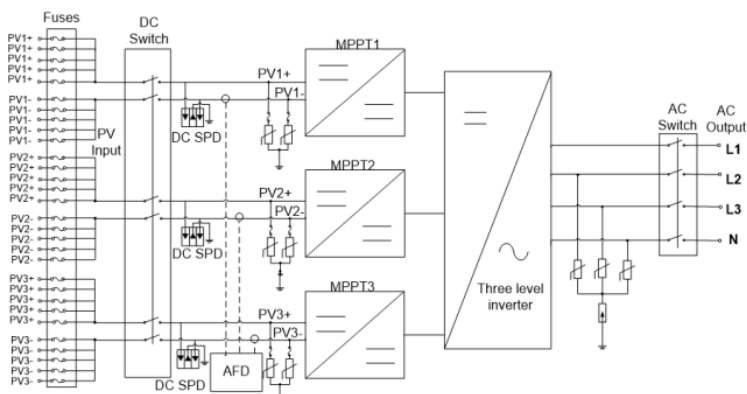 Fuses
DC
Switch
PV1+
PV1+
PV1+
PV1+
PV1+
PV1-
PV1-
PV1-
PV1-
PV1-
PV
Input
PV2+
PV2+
PV2+
PV2+
PV2+
PV2-
PV2-
PV2-
PV2-
PV2-
PV3+
PV3+
PV3+
PV3+
PV3+
PV3-
PV3-
PV3-
PV3-
PV3-
DC SPD
PV1+
PV1-
MPPT1
DC SPD
PV2+
PV2-
MPPT2
DC SPD
AFD
PV3+
PV3-
MPPT3
Three level
inverter
AC
Switch
AC
Output
L1
L2
L3
N